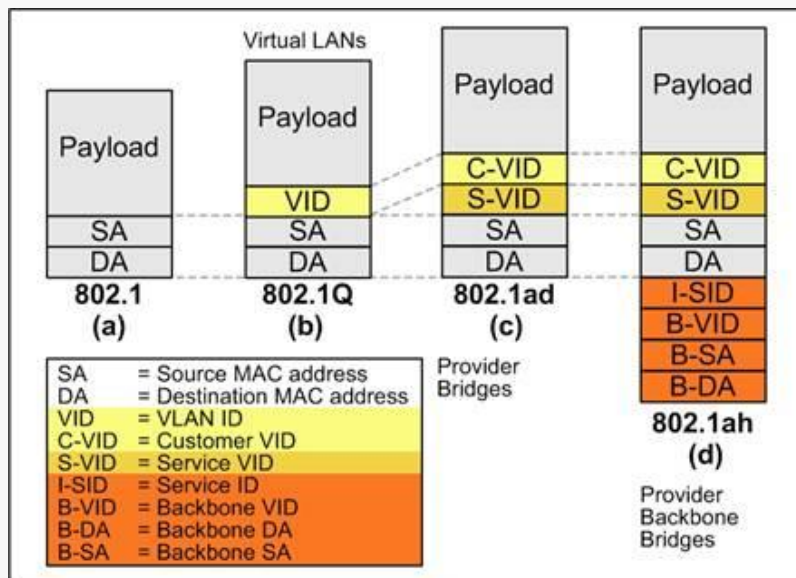 Virtual LANs
Payload
SA
DA
802.1
(a)
Payload
VID
SA
DA
802.1Q
(b)
Payload
C-VID
S-VID
SA
DA
802.1ad
(c)
Provider
Bridges
Payload
C-VID
S-VID
SA
DA
I-SID
B-VID
B-SA
B-DA
802.1ah
(d)
Provider
Backbone
Bridges
SA = Source MAC address
DA = Destination MAC address
VID = VLAN ID
C-VID = Customer VID
S-VID = Service VID
I-SID = Service ID
B-VID = Backbone VID
B-DA = Backbone DA
B-SA = Backbone SA